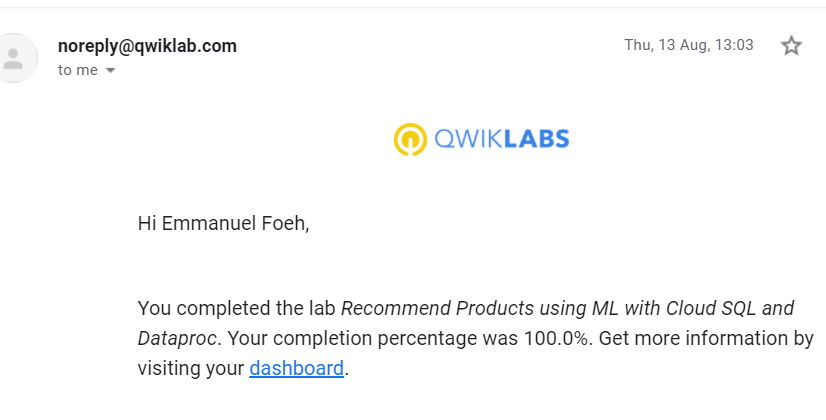 noreply@qwiklab.com
Thu, 13 Aug, 13:03
to me
QWIKLABS
Hi Emmanuel Foeh,
You completed the lab Recommend Products using ML with Cloud SQL and
Dataproc. Your completion percentage was 100.0%. Get more information by
visiting your dashboard.